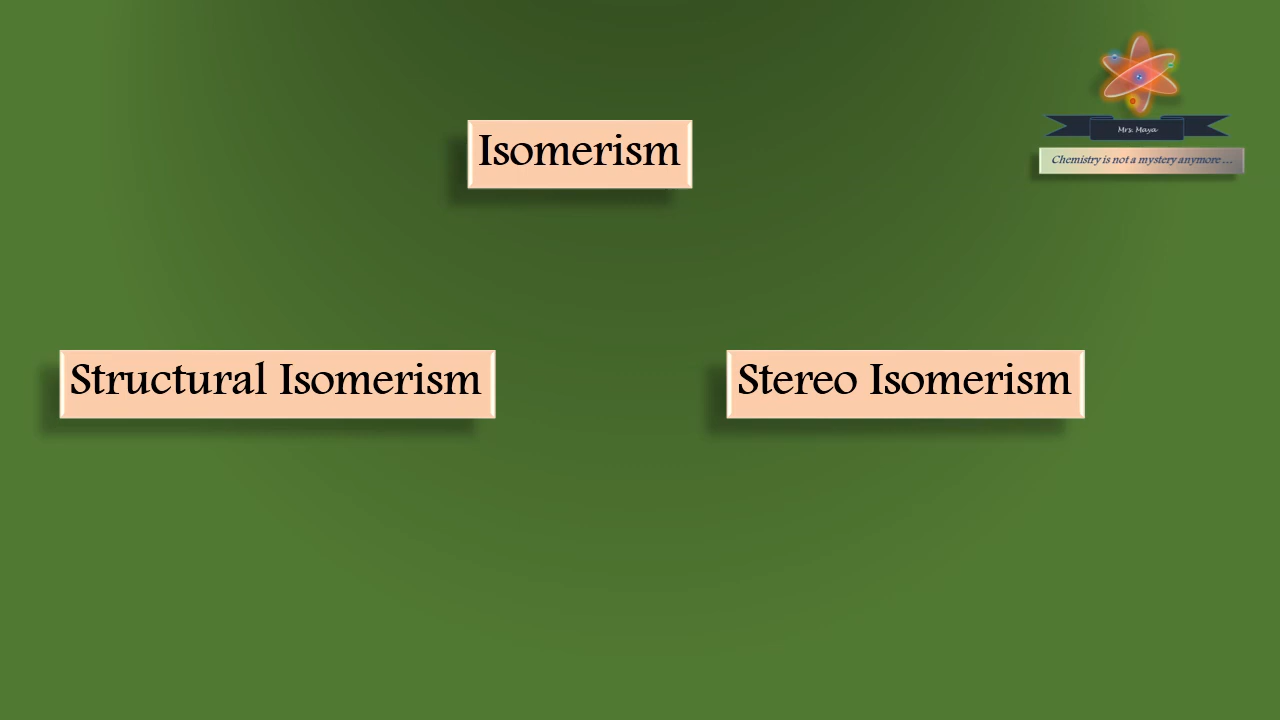 Isomerism
Mrs. Maya
Chemistry is not a mystery anymore ...
Structural Isomerism
Stereo Isomerism